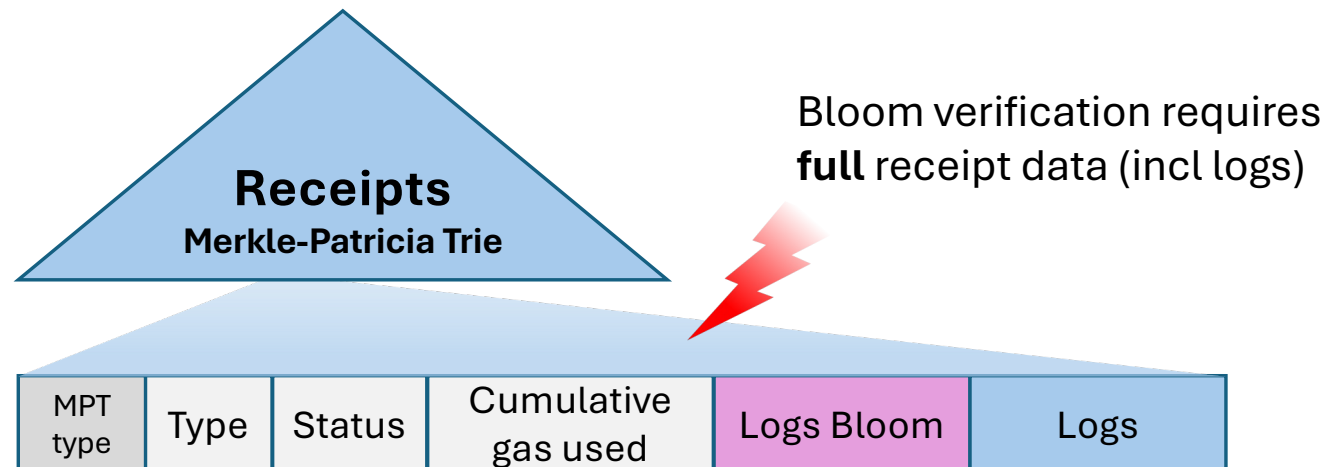 Receipts
Merkle-Patricia Trie
Bloom verification requires
full receipt data (incl logs)
MPT
type
Type
Status
Cumulative
gas used
Logs Bloom
Logs